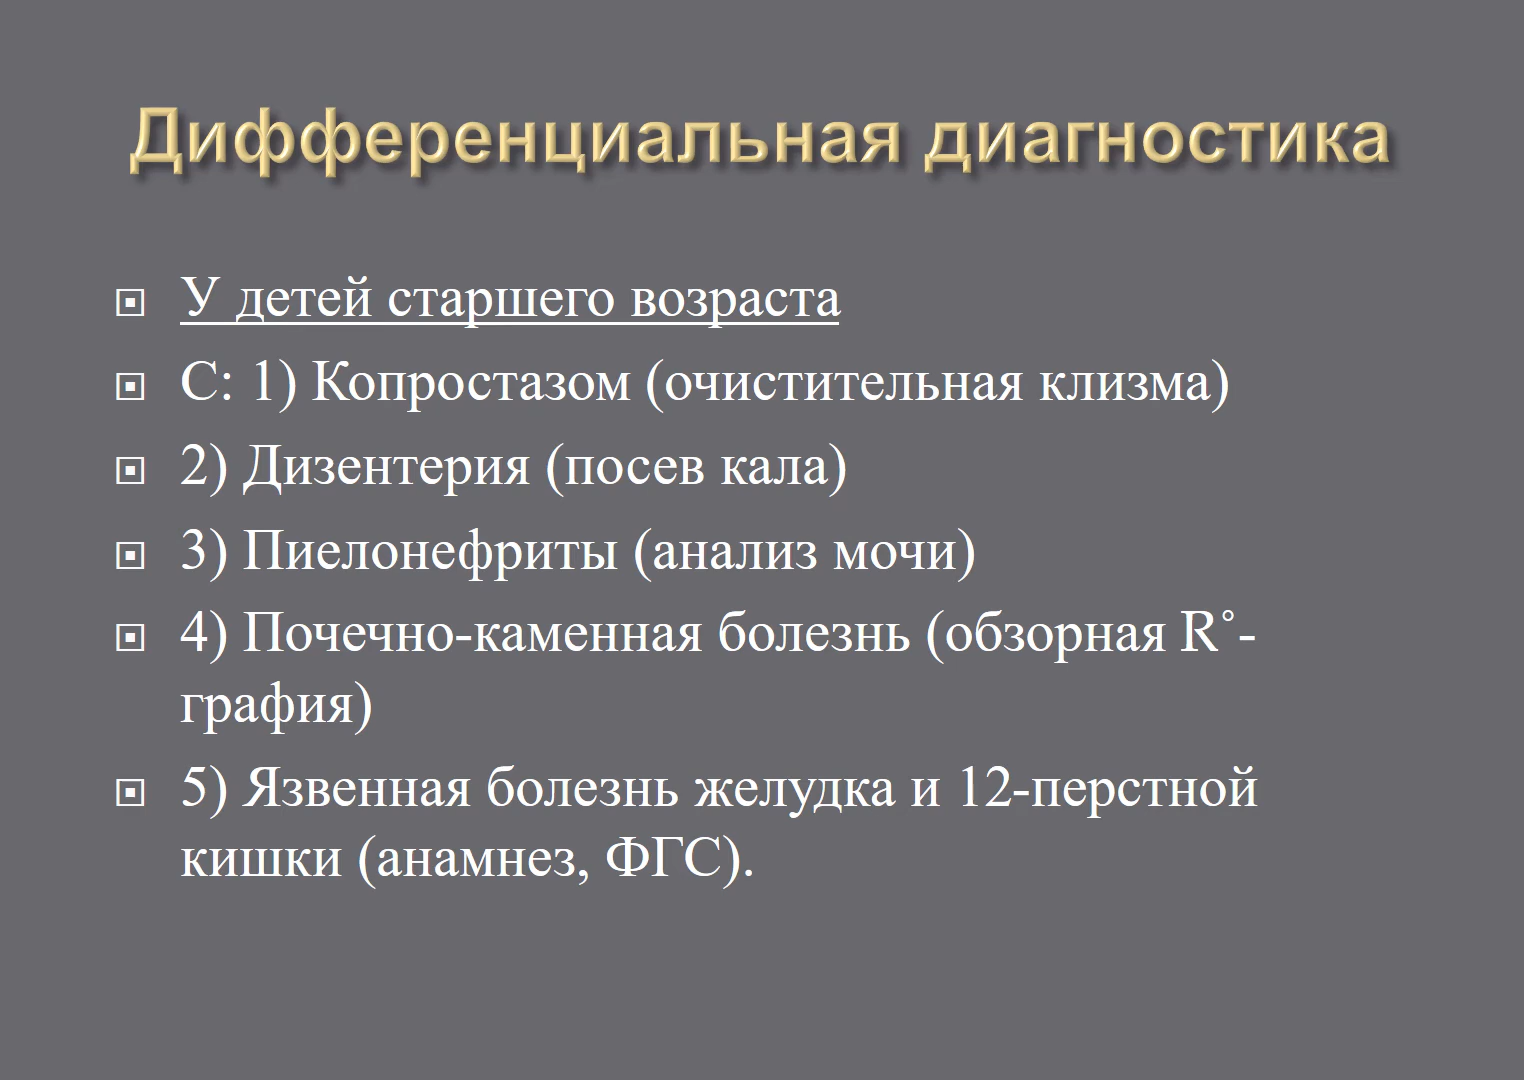 Дифференциальная диагностика
У детей старшего возраста
С: 1) Копростазом (очистительная клизма)
2) Дизентерия (посев кала)
3) Пиелонефриты (анализ мочи)
4) Почечно-каменная болезнь (обзорная R˚-
графия)
5) Язвенная болезнь желудка и 12-перстной
кишки (анамнез, ФГС).